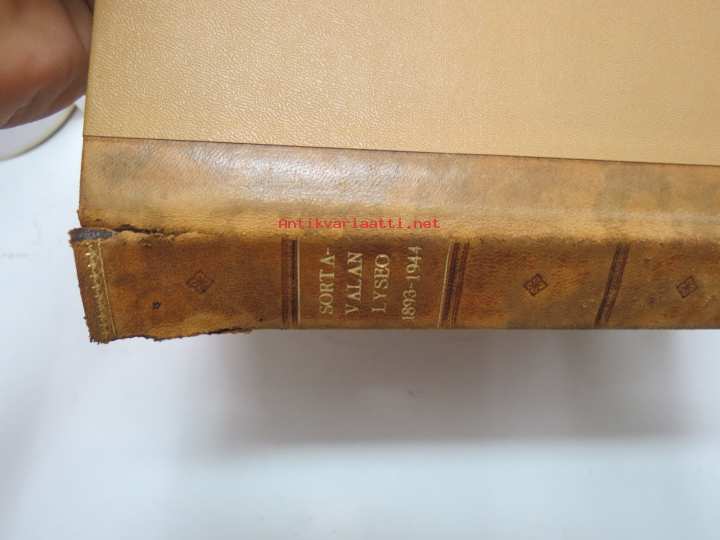 Antikvariaatti.net
SORTA-
VALAN
LYSEO
1893-1944